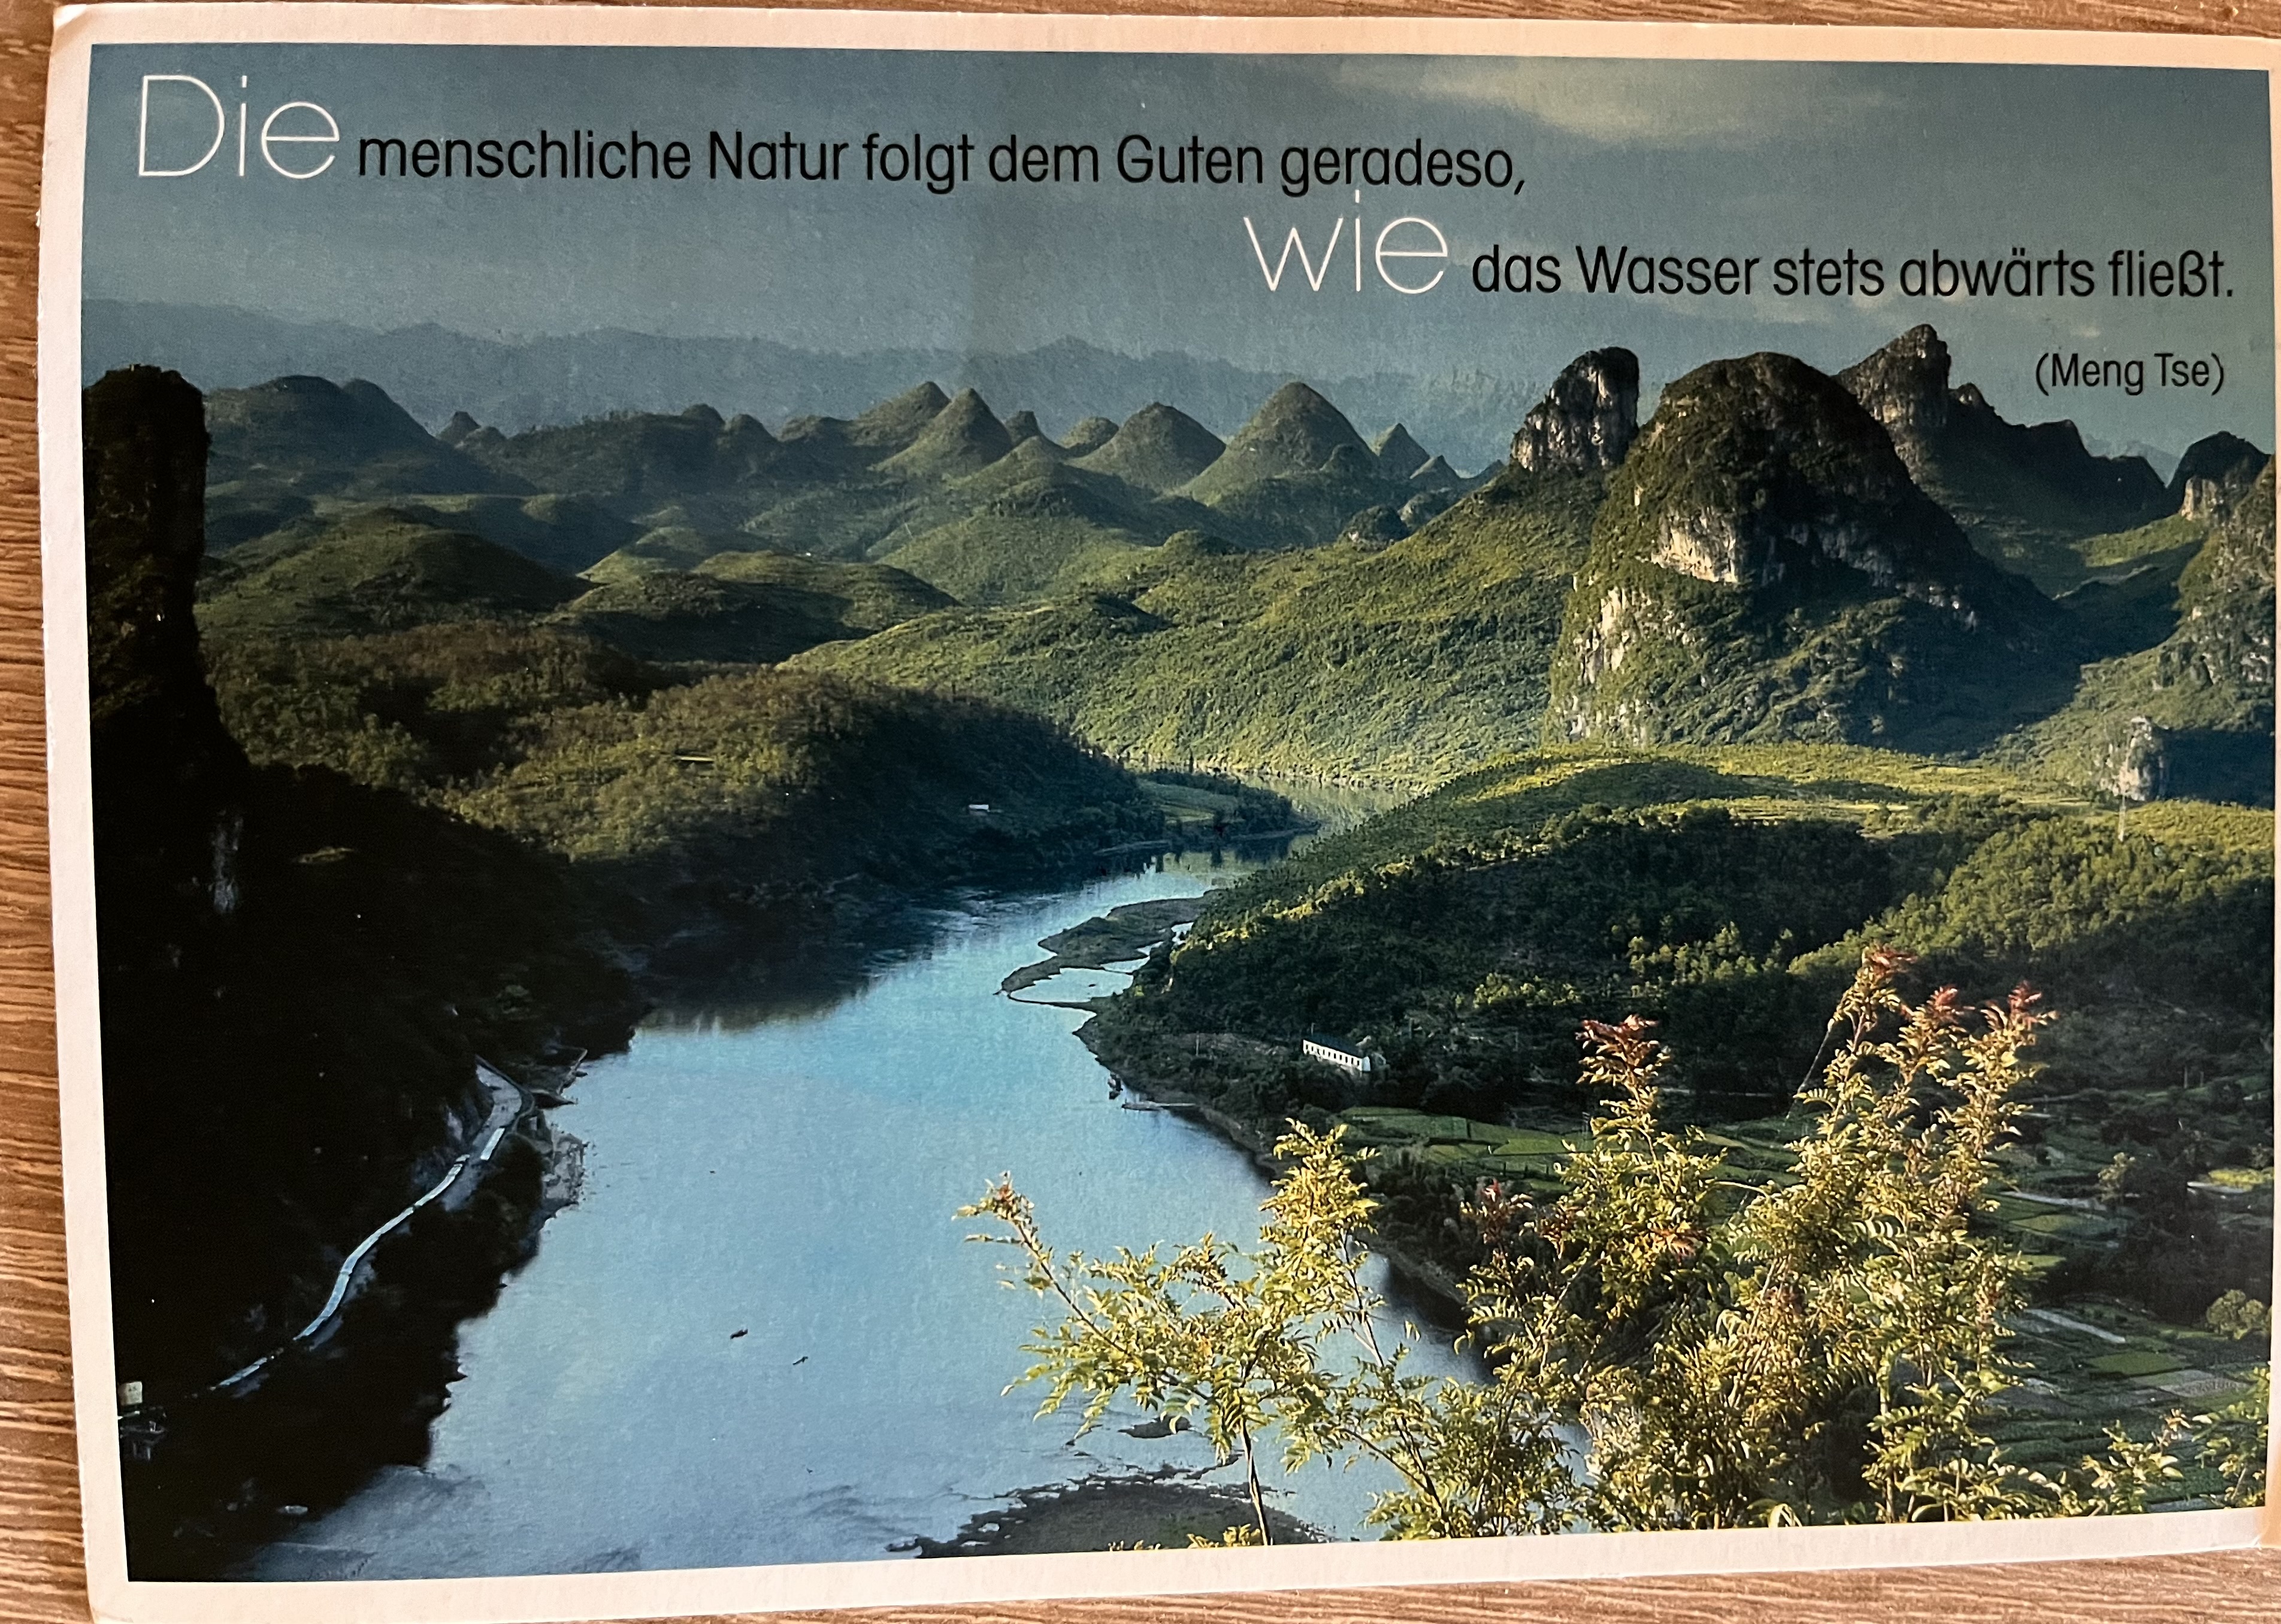 Die menschliche Natur folgt dem Guten geradeso,
wie das Wasser stets abwärts fließt.
(Meng Tse)